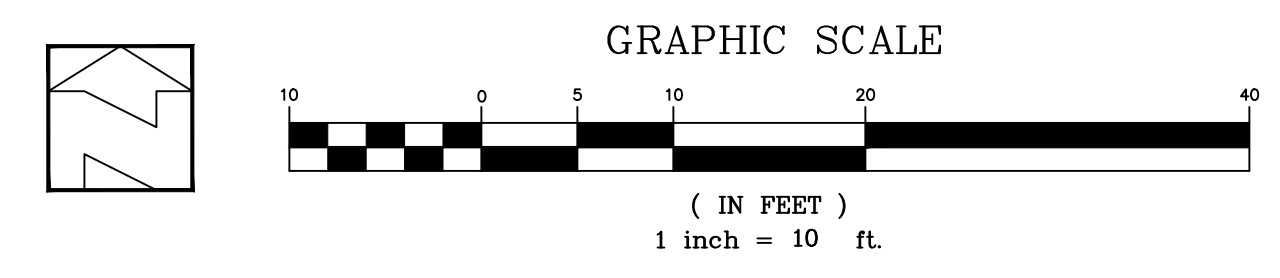 GRAPHIC SCALE
10 0 5 10 20 40
( IN FEET )
1 inch = 10 ft.